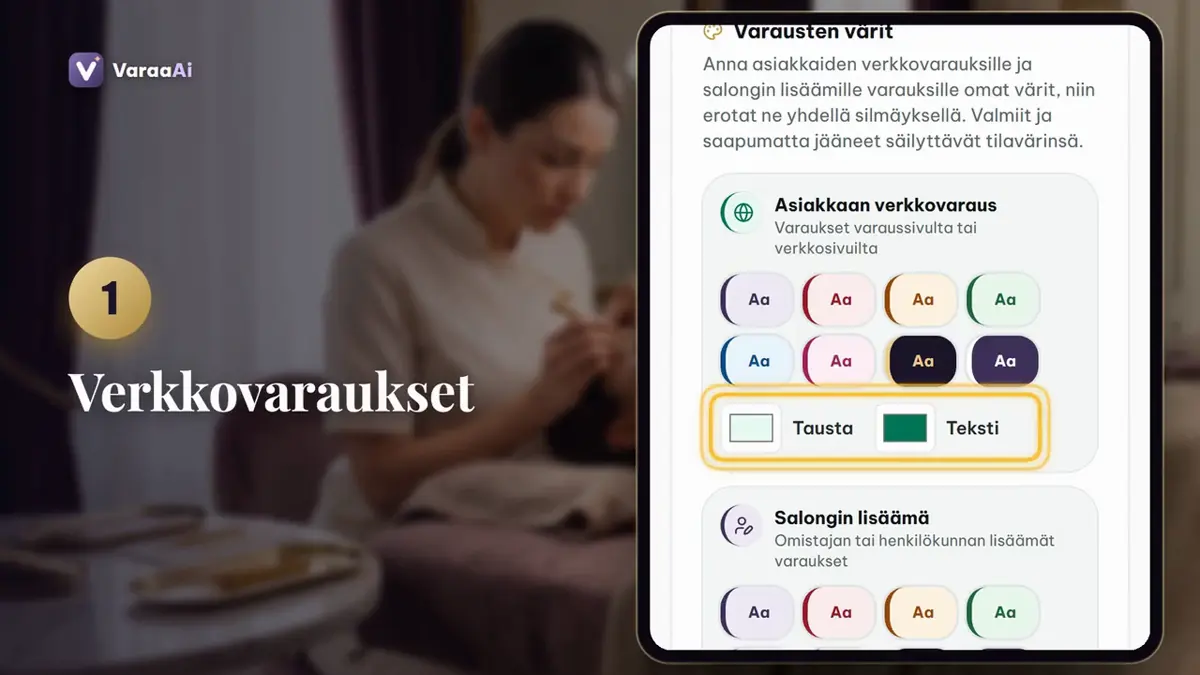 VaraaAi
1
Verkkovaraukset
Varausten värit
Anna asiakkaiden verkkovarauksille ja
salongin lisäämille varauksille omat värit, niin
erotat ne yhdellä silmäyksellä. Valmiit ja
saapumatta jääneet säilyttävät tilavärinsä.
Asiakkaan verkkovaraus
Varaukset varaussivulta tai
verkkosivuilta
Aa Aa Aa Aa
Aa Aa Aa Aa
Tausta Teksti
Salongin lisäämä
Omistajan tai henkilökunnan lisäämät
varaukset
Aa Aa Aa Aa